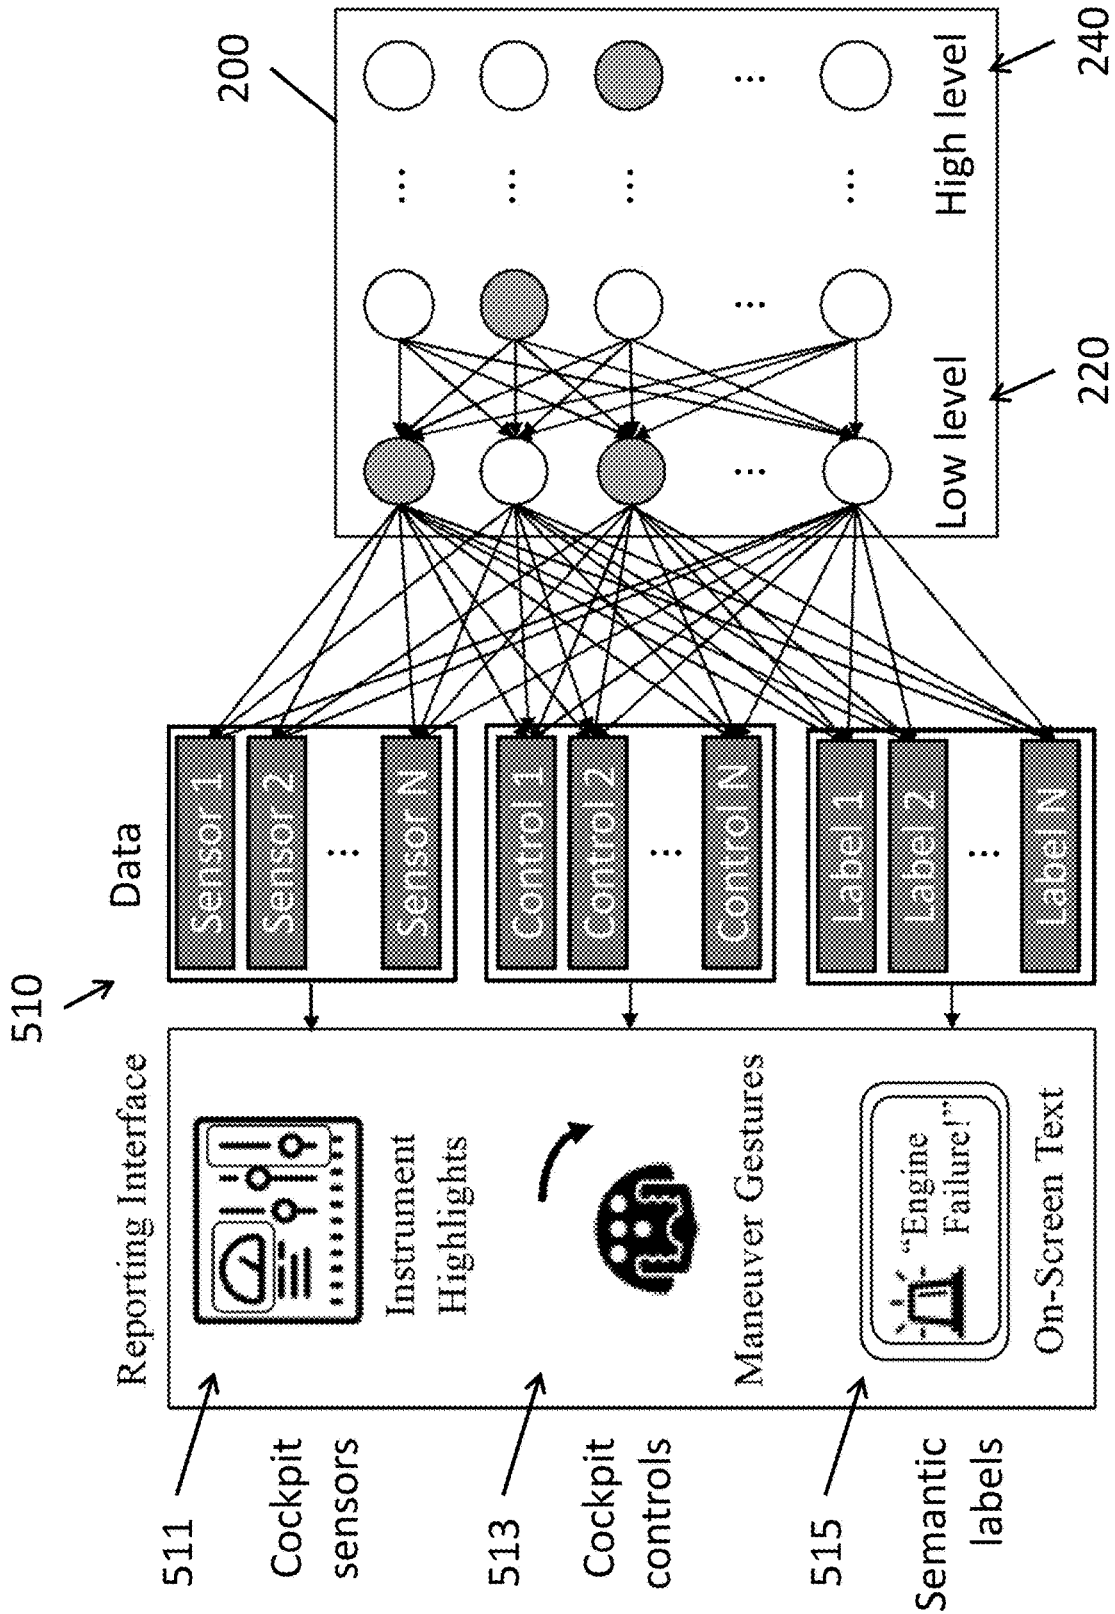 510
Data
200
Reporting Interface
511
Cockpit
sensors
Instrument
Highlights
Sensor 1
Sensor 2
...
Sensor N
513
Cockpit
controls
Maneuver Gestures
Control 1
Control 2
...
Control N
515
Semantic
labels
"Engine
Failure!"
On-Screen Text
Label 1
Label 2
...
Label N
...
...
...
...
...
...
...
Low level
High level
220
240